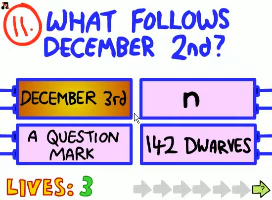 11. WHAT FOLLOWS
DECEMBER 2nd?
DECEMBER 3rd
n
A QUESTION
MARK
142 DWARVES
LIVES: 3